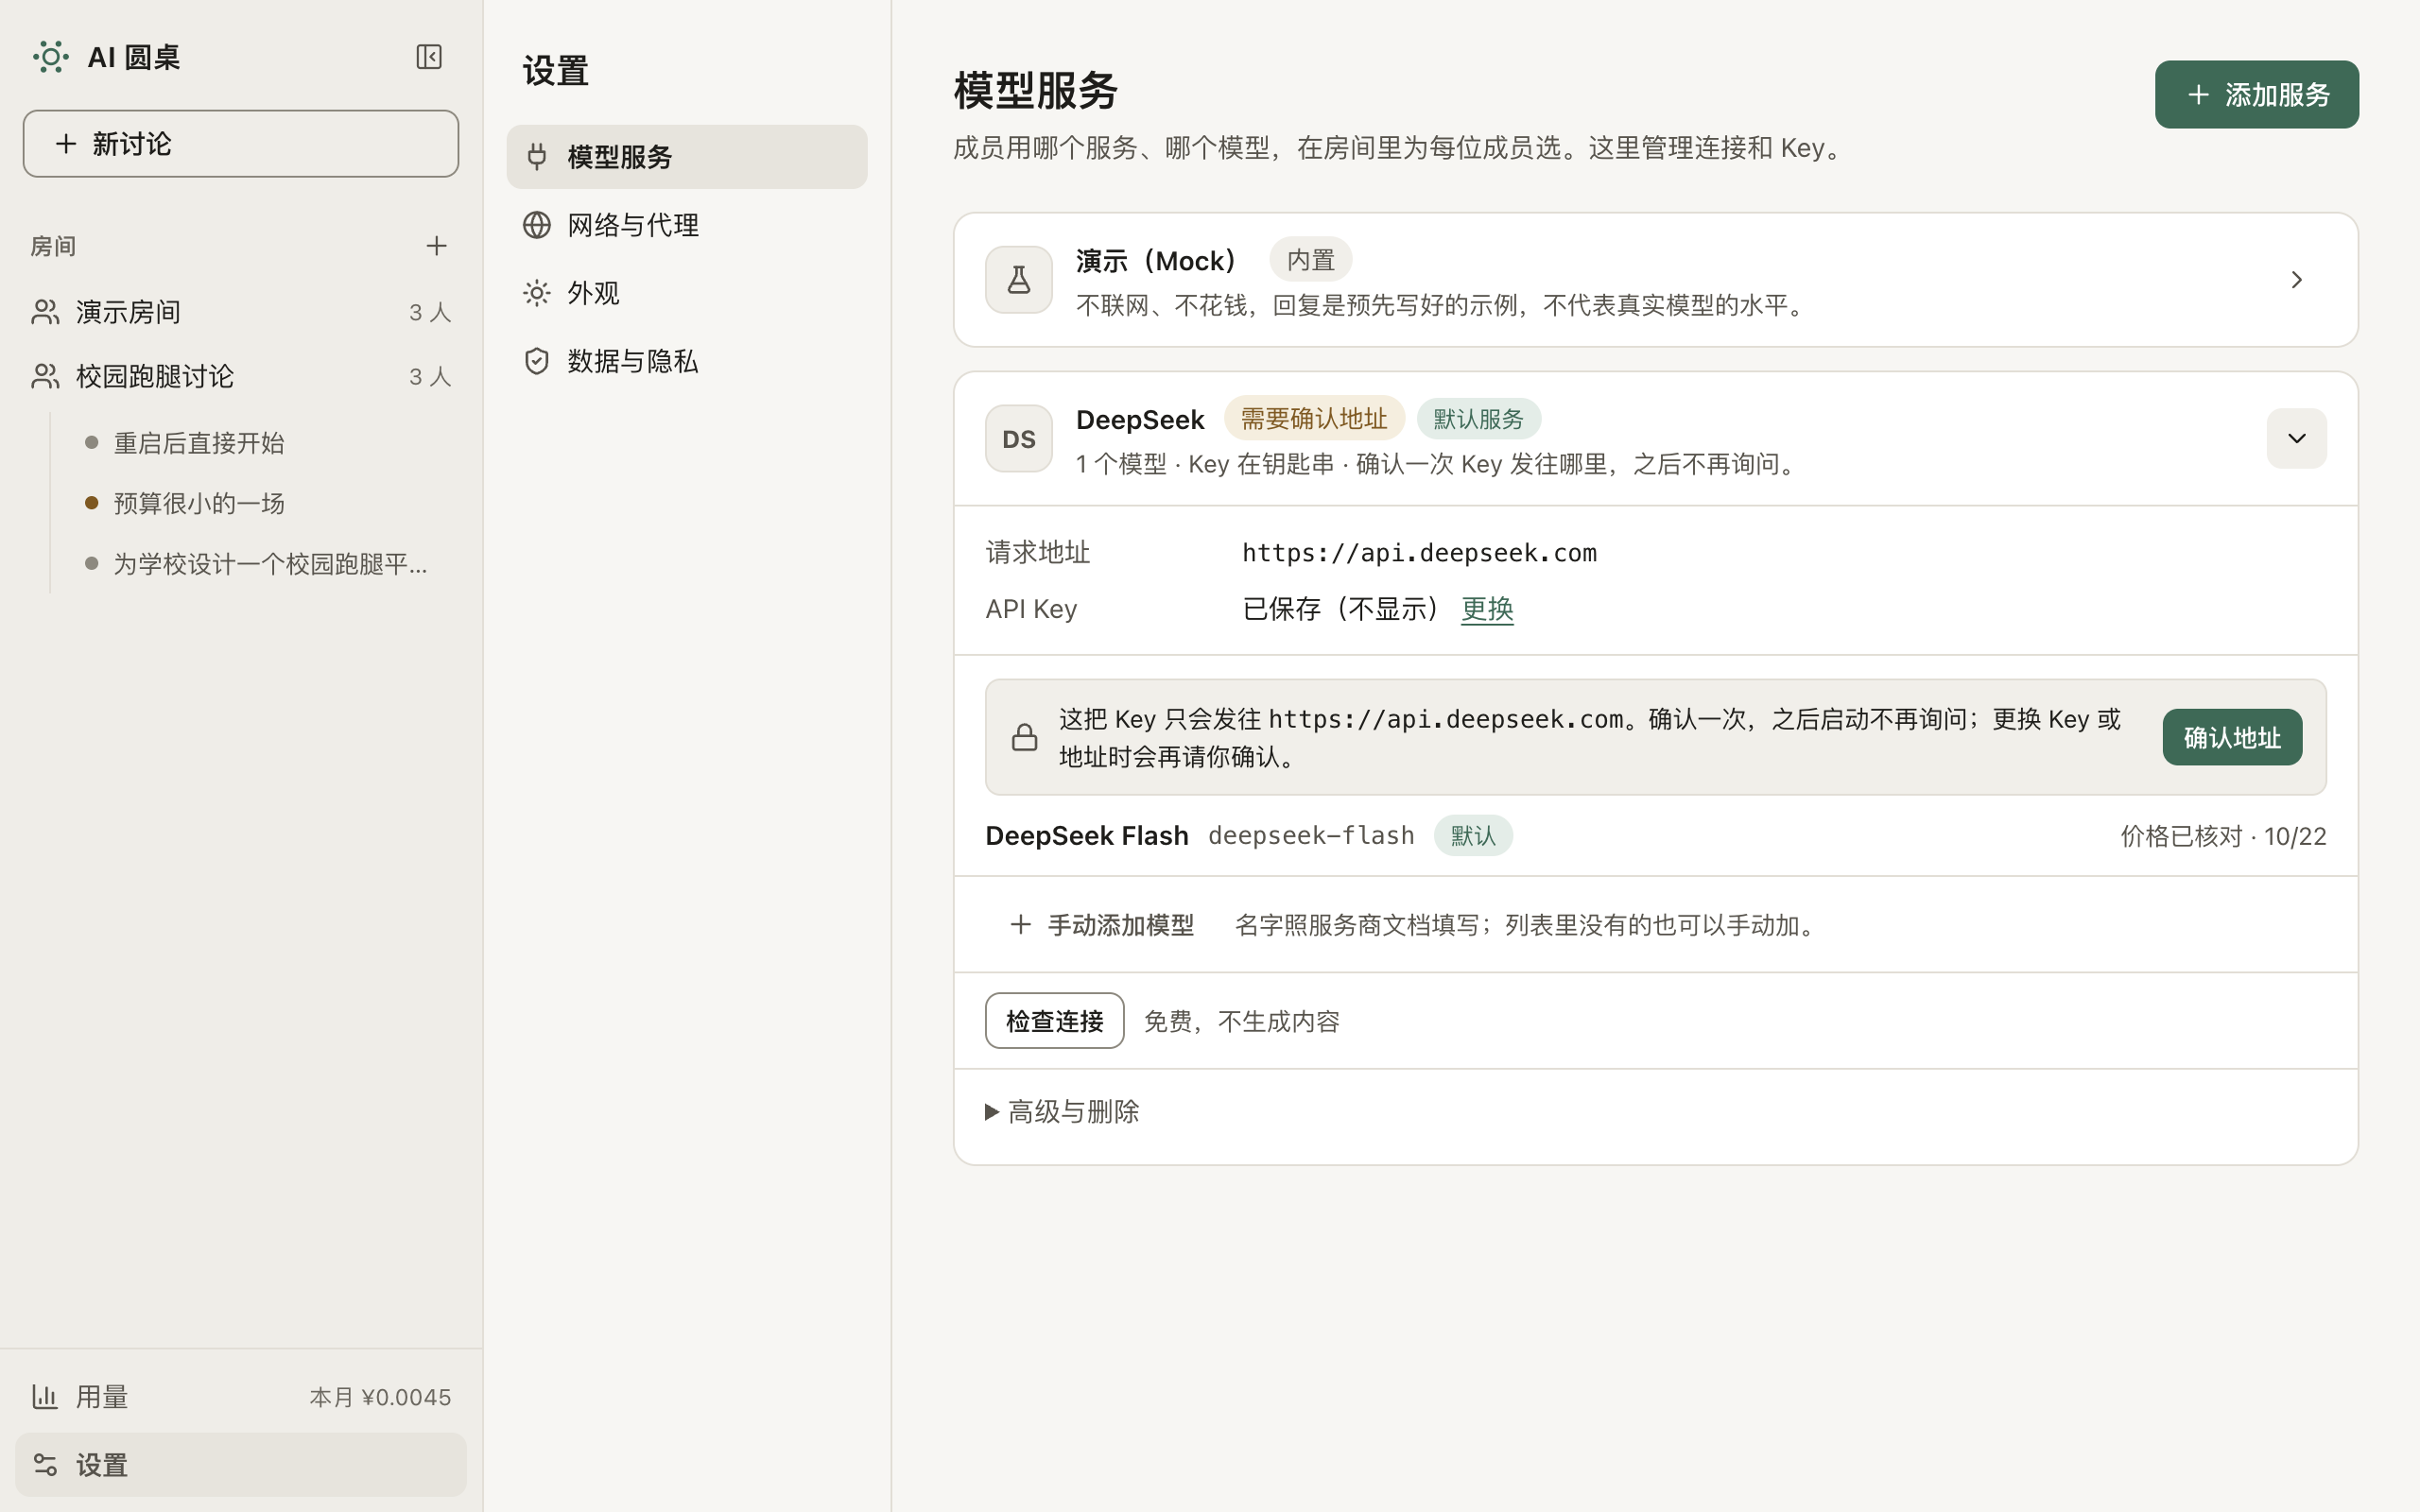 AI 圆桌
新讨论
房间
演示房间 3 人
校园跑腿讨论 3 人
重启后直接开始
预算很小的一场
为学校设计一个校园跑腿平...
用量 本月 ¥0.0045
设置
设置
模型服务
网络与代理
外观
数据与隐私
模型服务
添加服务
成员用哪个服务、哪个模型，在房间里为每位成员选。这里管理连接和 Key。
演示（Mock） 内置
不联网、不花钱，回复是预先写好的示例，不代表真实模型的水平。
DS
DeepSeek 需要确认地址 默认服务
1 个模型 · Key 在钥匙串 · 确认一次 Key 发往哪里，之后不再询问。
请求地址 https://api.deepseek.com
API Key 已保存（不显示） 更换
这把 Key 只会发往 https://api.deepseek.com。确认一次，之后启动不再询问；更换 Key 或
地址时会再请你确认。
确认地址
DeepSeek Flash deepseek-flash 默认 价格已核对 · 10/22
手动添加模型 名字照服务商文档填写；列表里没有的也可以手动加。
检查连接 免费，不生成内容
高级与删除